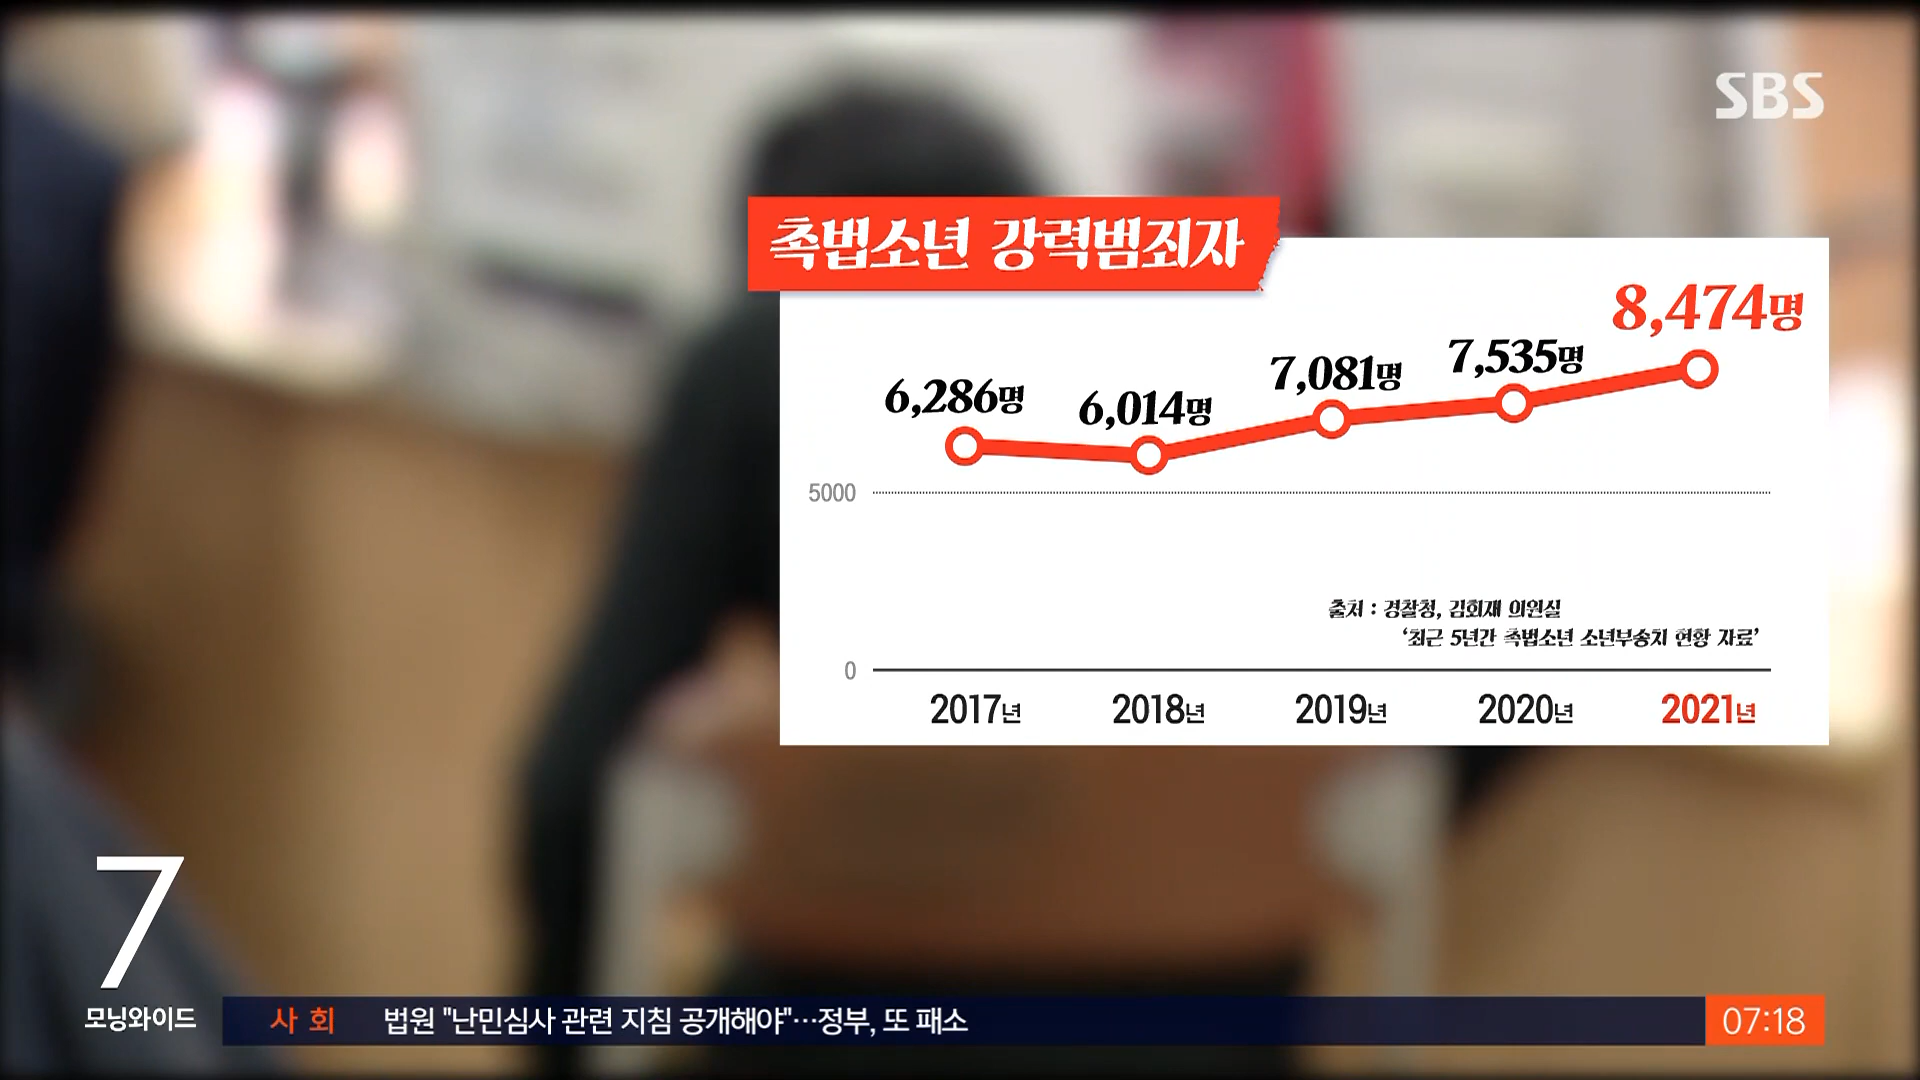 SBS
촉법소년 강력범죄자
6,286명
6,014명
7,081명
7,535명
8,474명
5000
출처 : 경찰청, 김회재 의원실
‘최근 5년간 촉법소년 소년부송치 현황 자료’
0
2017년 2018년 2019년 2020년 2021년
7
모닝와이드
사회 법원 "난민심사 관련 지침 공개해야"…정부, 또 패소 07:18